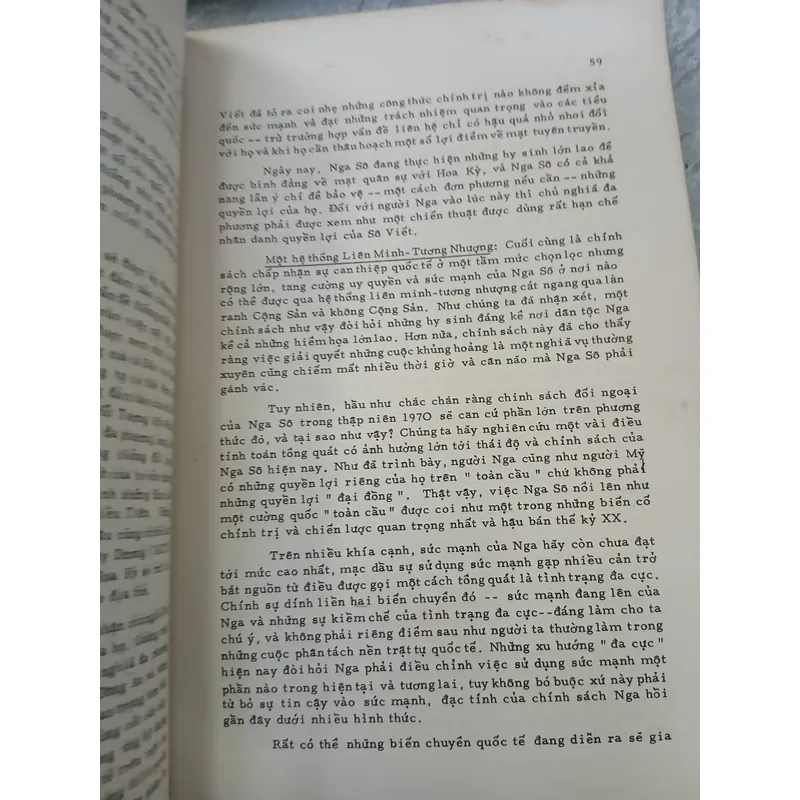 59
Viết đã tỏ ra coi nhẹ những công thức chính trị nào không đếm xỉa
đến sức mạnh và đặt những trách nhiệm quan trọng vào các tiểu
quốc -- trừ trường hợp vấn đề liên hệ chỉ có hậu quả nhỏ nhoi đối
với họ và khi họ cần thâu hoạch một số lợi điểm về mặt tuyên truyền.
Ngày nay, Nga Sô đang thực hiện những hy sinh lớn lao để
được bình đẳng về mạt quân sự với Hoa Kỳ, và Nga Sô có cả khả
nang lẫn ý chí để bảo vệ -- một cách đơn phương nếu cần -- những
quyền lợi của họ. Đối với người Nga vào lúc này thì chủ nghiã đa
phương phải được xem như một chiến thuật được dùng rất hạn chế
nhân danh quyền lợi của Sô Viết.
Một hệ thống Liên Minh-Tương Nhượng: Cuối cùng là chính
sách chấp nhận sự can thiệp quốc tế ở một tầm mức chọn lọc nhưng
rộng lớn, tang cường uy quyền và sức mạnh của Nga Sô ở nơi nào
có thể được qua hệ thống liên minh-tương nhượng cắt ngang qua lằn
ranh Cộng Sản và không Cộng Sản. Như chúng ta đã nhận xét, một
chính sách như vậy đòi hỏi những hy sinh đáng kể nơi dân tộc Nga
kể cả những hiểm họa lớn lao. Hơn nữa, chính sách này đã cho thấy
ràng việc giải quyết những cuộc khủng hoảng là một nghiã vụ thường
xuyên cũng chiếm mất nhiều thời giờ và cân não mà Nga Sô phải
gánh vác.
Tuy nhiên, hầu như chác chán ràng chính sách đối ngoại
của Nga Sô trong thập niên 1970 sẽ can cứ phần lớn trên phương
thức đó, và tại sao như vậy? Chúng ta hãy nghiên cứu một vài điều
tính toán tổng quát có ảnh hưởng lớn tới thái độ và chính sách của
Nga Sô hiện nay. Như đã trình bày, người Nga cũng như người Mỹ
có những quyền lợi riêng của họ trên " toàn cầu " chứ không phải
những quyền lợi " đại đồng ". Thật vậy, việc Nga Sô nổi lên như
một cường quốc " toàn cầu " được coi như một trong những biến cố
chính trị và chiến lược quan trọng nhất và hậu bán thế kỷ XX.
Trên nhiều khía cạnh, sức mạnh của Nga hãy còn chưa đạt
tới mức cao nhất, mạc dầu sự sử dụng sức mạnh gặp nhiều cản trở
bát nguồn từ điều được gọi một cách tổng quát là tình trạng đa cực.
Chính sự dính liền hai biến chuyển đó -- sức mạnh đang lên của
Nga và những sự kiềm chế của tình trạng đa cực--đáng làm cho ta
chú ý, và không phải riêng điểm sau như người ta thường làm trong
những cuộc phân tách nền trật tự quốc tế. Những xu hướng " đa cực "
hiện nay đòi hỏi Nga phải điều chỉnh việc sử dụng sức mạnh một
phần nào trong hiện tại và tương lai, tuy không bó buộc xứ này phải
từ bỏ sự tin cậy vào sức mạnh, đạc tính của chính sách Nga hồi
gần đây dưới nhiều hình thức.
Rất có thể những biến chuyển quốc tế đang diễn ra sẽ gia